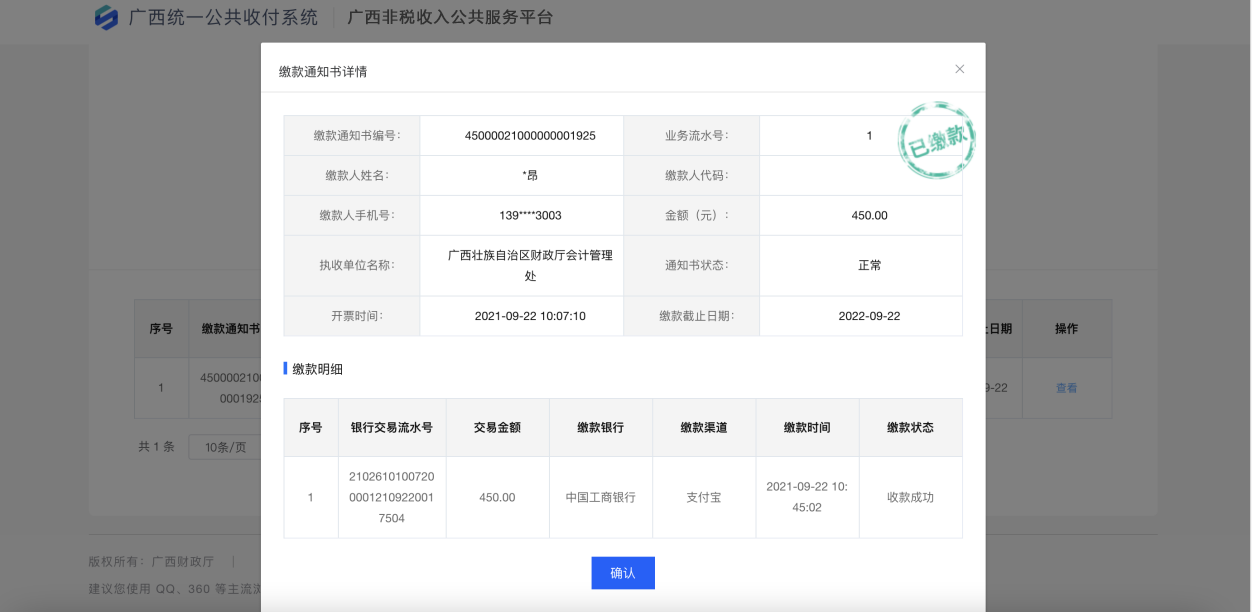 广西统一公共收付系统 广西非税收入公共服务平台
缴款通知书详情
缴款通知书编号： 45000021000000001925 业务流水号： 1
已缴款
缴款人姓名： *昂 缴款人代码：
缴款人手机号： 139****3003 金额（元）： 450.00
执收单位名称： 广西壮族自治区财政厅会计管理
处 通知书状态： 正常
开票时间： 2021-09-22 10:07:10 缴款截止日期： 2022-09-22
缴款明细
序号 银行交易流水号 交易金额 缴款银行 缴款渠道 缴款时间 缴款状态
1 2102610100720
0001210922001
7504 450.00 中国工商银行 支付宝 2021-09-22 10:
45:02 收款成功
确认
序号 缴款通知书 日期 操作
1 450000210
000192 9-22 查看
共 1 条 10条/页
版权所有：广西财政厅 ｜
建议您使用 QQ、360 等主流